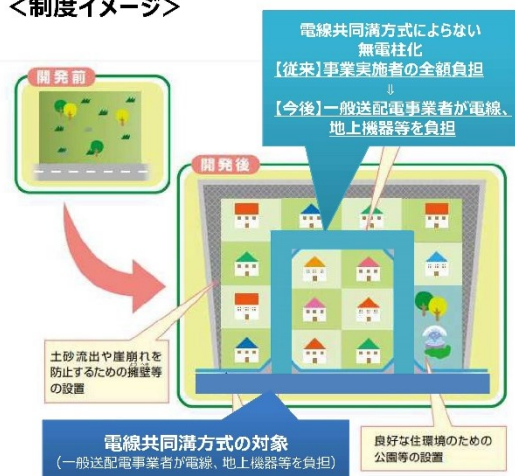 ＜制度イメージ＞
電線共同溝方式によらない
無電柱化
【従来】事業実施者の全額負担
⇓
【今後】一般送配電事業者が電線、
地上機器等を負担
開発前
開発後
土砂流出や崖崩れを
防止するための擁壁等
の設置
電線共同溝方式の対象
（一般送配電事業者が電線、地上機器等を負担）
良好な住環境のための
公園等の設置